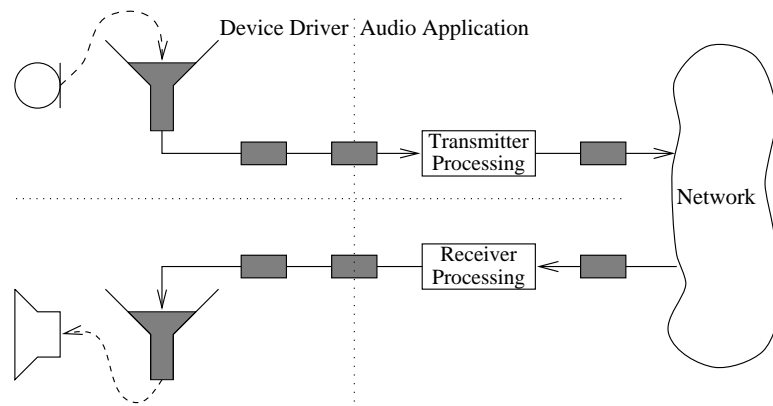 Device Driver
Audio Application
Transmitter
Processing
Network
Receiver
Processing